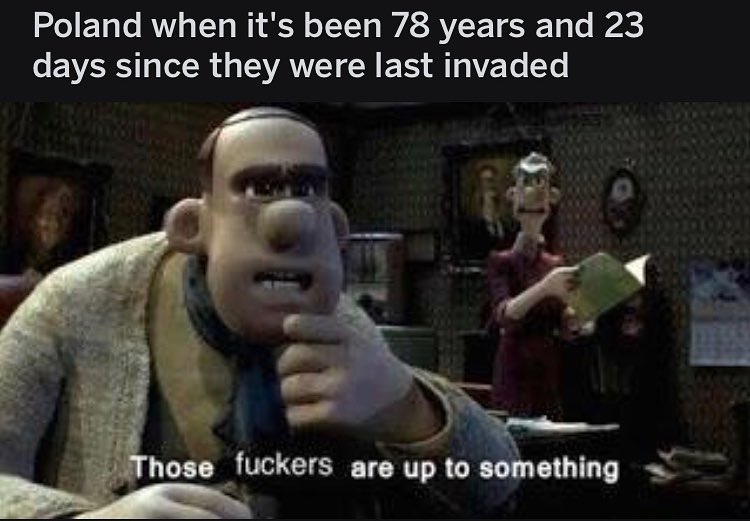 Poland when it's been 78 years and 23
days since they were last invaded
Those fuckers are up to something